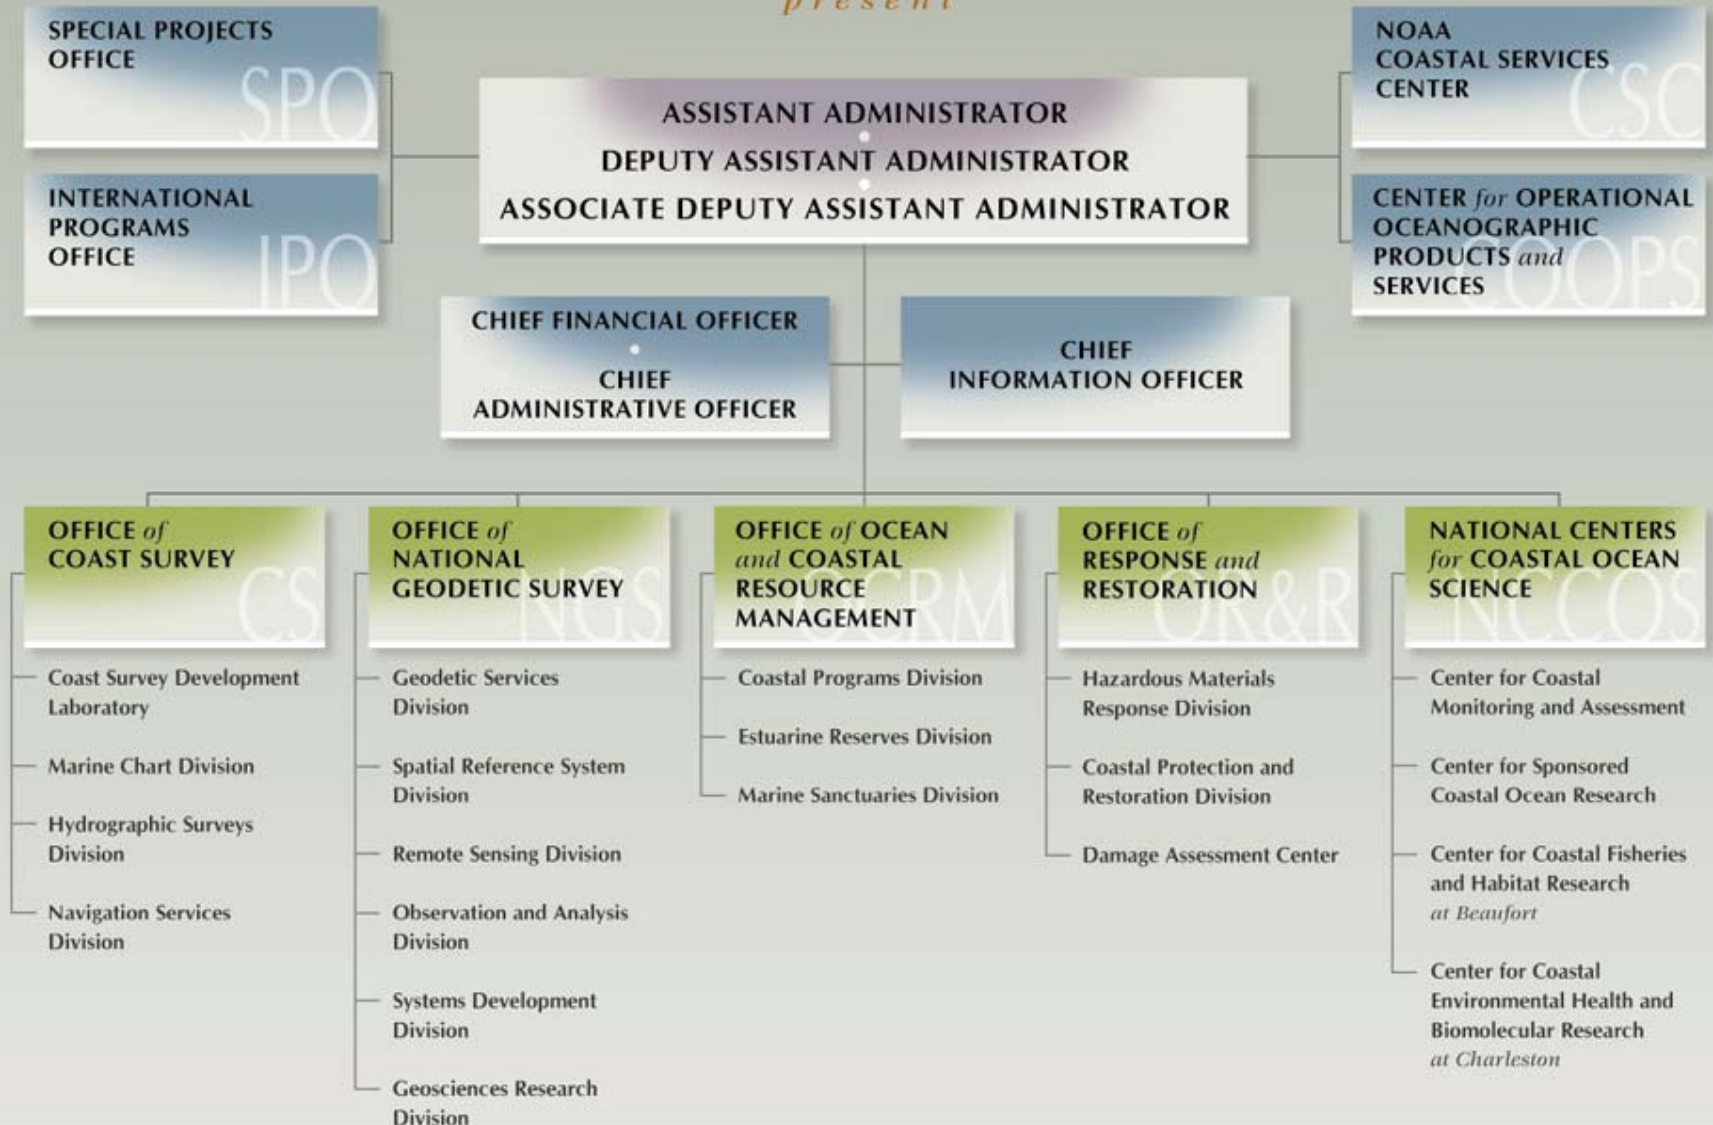 present
SPECIAL PROJECTS
OFFICE
SPO
INTERNATIONAL
PROGRAMS
OFFICE
IPO
ASSISTANT ADMINISTRATOR
DEPUTY ASSISTANT ADMINISTRATOR
ASSOCIATE DEPUTY ASSISTANT ADMINISTRATOR
NOAA
COASTAL SERVICES
CENTER
CSC
CENTER for OPERATIONAL
OCEANOGRAPHIC
PRODUCTS and
SERVICES
COOPS
CHIEF FINANCIAL OFFICER
CHIEF
ADMINISTRATIVE OFFICER
CHIEF
INFORMATION OFFICER
OFFICE of
COAST SURVEY
CS
Coast Survey Development
Laboratory
Marine Chart Division
Hydrographic Surveys
Division
Navigation Services
Division
OFFICE of
NATIONAL
GEODETIC SURVEY
NGS
Geodetic Services
Division
Spatial Reference System
Division
Remote Sensing Division
Observation and Analysis
Division
Systems Development
Division
Geosciences Research
Division
OFFICE of OCEAN
and COASTAL
RESOURCE
MANAGEMENT
OCRM
Coastal Programs Division
Estuarine Reserves Division
Marine Sanctuaries Division
OFFICE of
RESPONSE and
RESTORATION
OR&R
Hazardous Materials
Response Division
Coastal Protection and
Restoration Division
Damage Assessment Center
NATIONAL CENTERS
for COASTAL OCEAN
SCIENCE
NCCOS
Center for Coastal
Monitoring and Assessment
Center for Sponsored
Coastal Ocean Research
Center for Coastal Fisheries
and Habitat Research
at Beaufort
Center for Coastal
Environmental Health and
Biomolecular Research
at Charleston